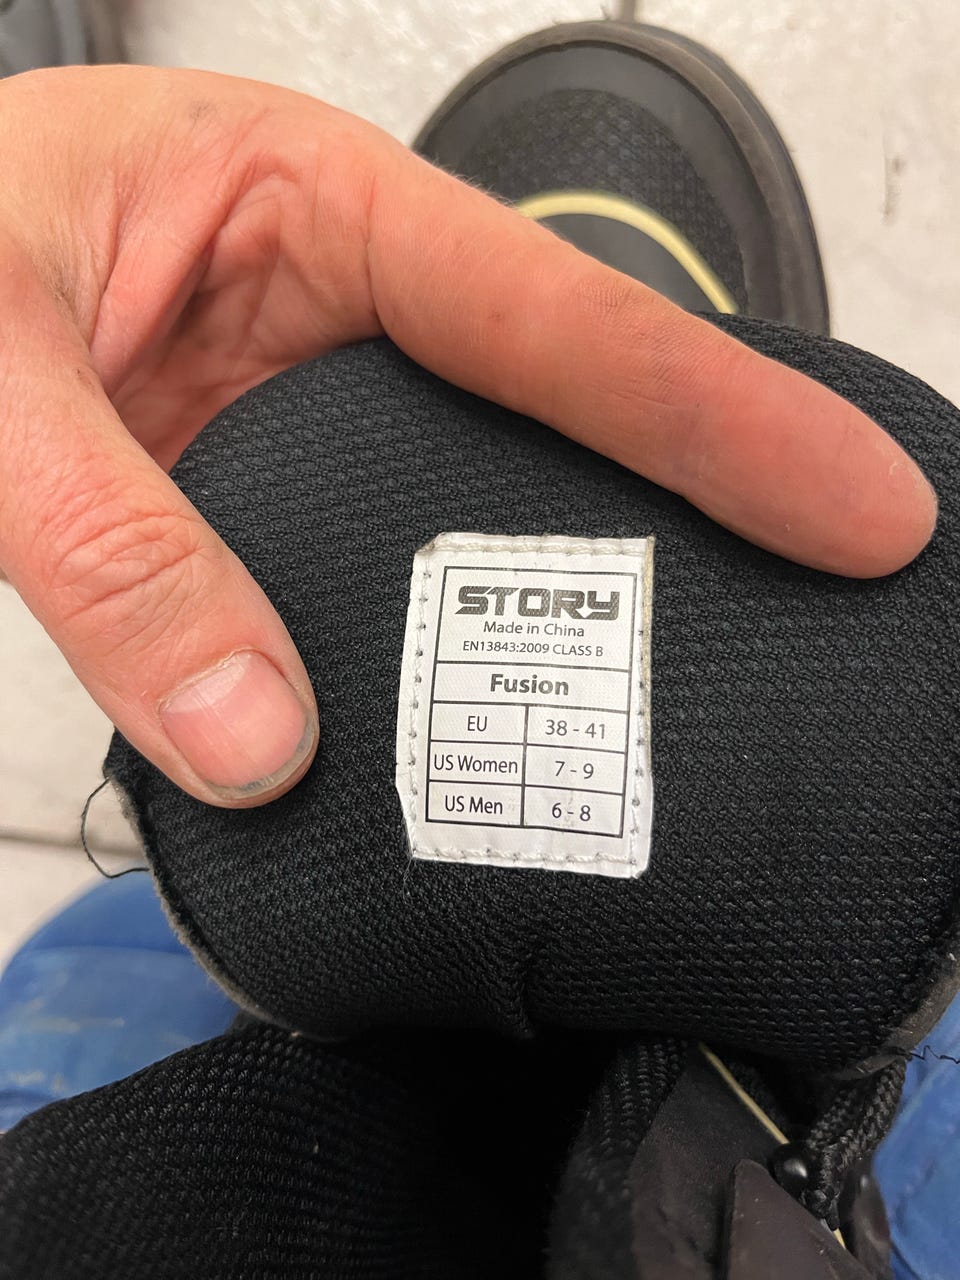 STORY
Made in China
EN13843:2009 CLASS B
Fusion
EU 38 - 41
US Women 7 - 9
US Men 6 - 8